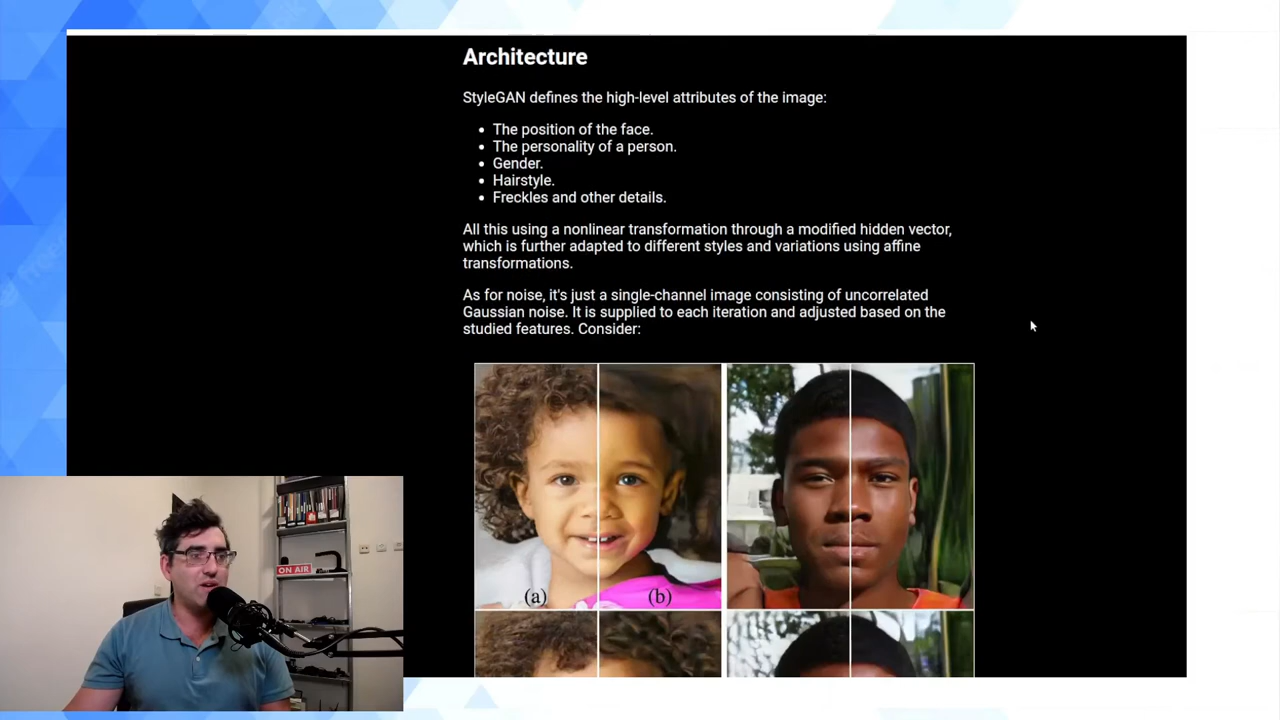 Architecture
StyleGAN defines the high-level attributes of the image:
• The position of the face.
• The personality of a person.
• Gender.
• Hairstyle.
• Freckles and other details.
All this using a nonlinear transformation through a modified hidden vector,
which is further adapted to different styles and variations using affine
transformations.
As for noise, it's just a single-channel image consisting of uncorrelated
Gaussian noise. It is supplied to each iteration and adjusted based on the
studied features. Consider:
(a) (b)
ON AIR